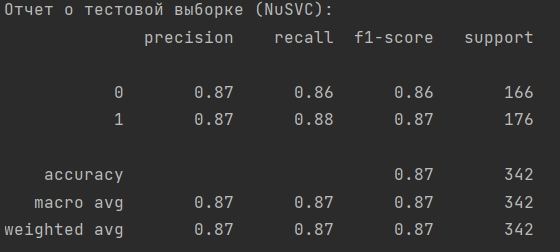 Отчет о тестовой выборке (NuSVC):
precision recall f1-score support
0 0.87 0.86 0.86 166
1 0.87 0.88 0.87 176
accuracy 0.87 342
macro avg 0.87 0.87 0.87 342
weighted avg 0.87 0.87 0.87 342